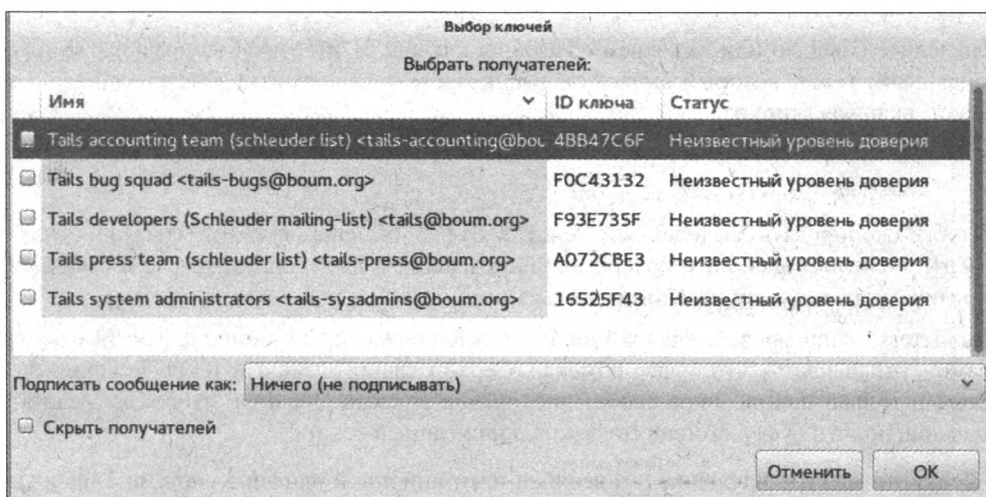 Выбор ключей
Выбрать получателей:
Имя ID ключа Статус
Tails accounting team (schleuder list) <tails-accounting@bou 4BB47C6F Неизвестный уровень доверия
Tails bug squad <tails-bugs@boum.org> F0C43132 Неизвестный уровень доверия
Tails developers (Schleuder mailing-list) <tails@boum.org> F93E735F Неизвестный уровень доверия
Tails press team (schleuder list) <tails-press@boum.org> A072CBE3 Неизвестный уровень доверия
Tails system administrators <tails-sysadmins@boum.org> 16525F43 Неизвестный уровень доверия
Подписать сообщение как: Ничего (не подписывать)
Скрыть получателей
Отменить OK